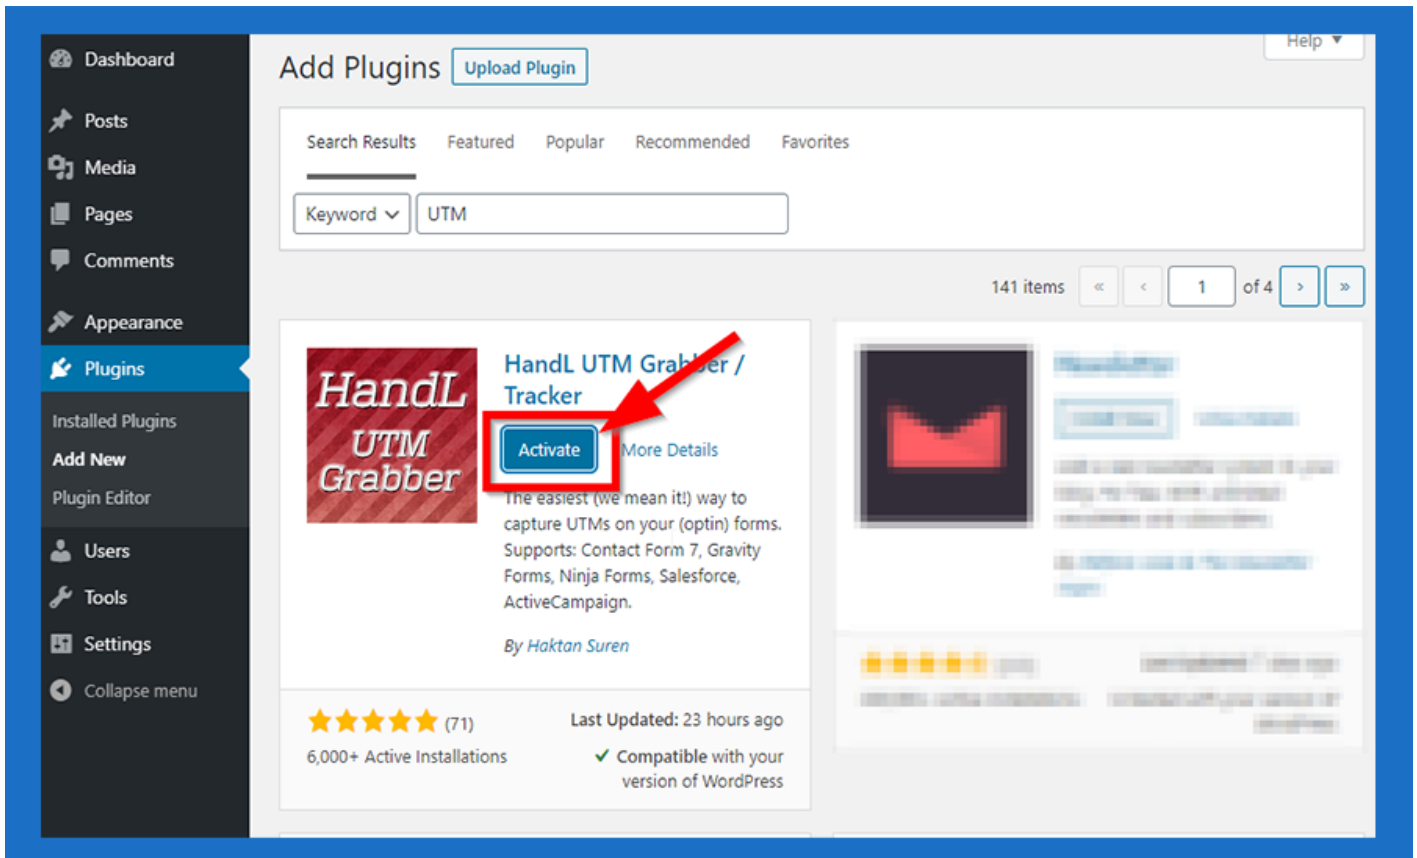 Dashboard
Posts
Media
Pages
Comments
Appearance
Plugins
Installed Plugins
Add New
Plugin Editor
Users
Tools
Settings
Collapse menu
Help ▼
Add Plugins
Upload Plugin
Search Results Featured Popular Recommended Favorites
Keyword UTM
141 items « ‹ 1 of 4 › »
HandL
UTM
Grabber
HandL UTM Grabber /
Tracker
Activate More Details
The easiest (we mean it!) way to
capture UTMs on your (optin) forms.
Supports: Contact Form 7, Gravity
Forms, Ninja Forms, Salesforce,
ActiveCampaign.
By Haktan Suren
(71)
6,000+ Active Installations
Last Updated: 23 hours ago
✓ Compatible with your
version of WordPress